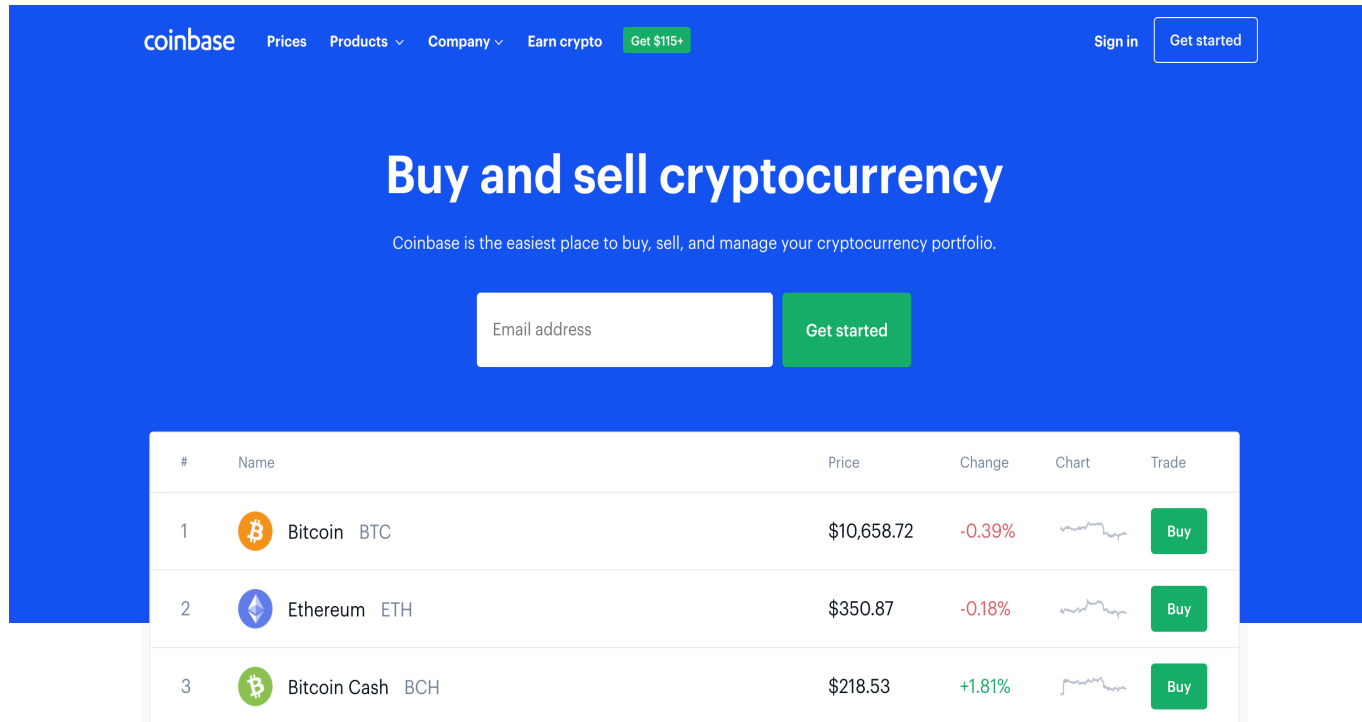 coinbase Prices Products Company Earn crypto Get $115+ Sign in Get started
Buy and sell cryptocurrency
Coinbase is the easiest place to buy, sell, and manage your cryptocurrency portfolio.
Email address Get started
# Name Price Change Chart Trade
1 Bitcoin BTC $10,658.72 -0.39% Buy
2 Ethereum ETH $350.87 -0.18% Buy
3 Bitcoin Cash BCH $218.53 +1.81% Buy